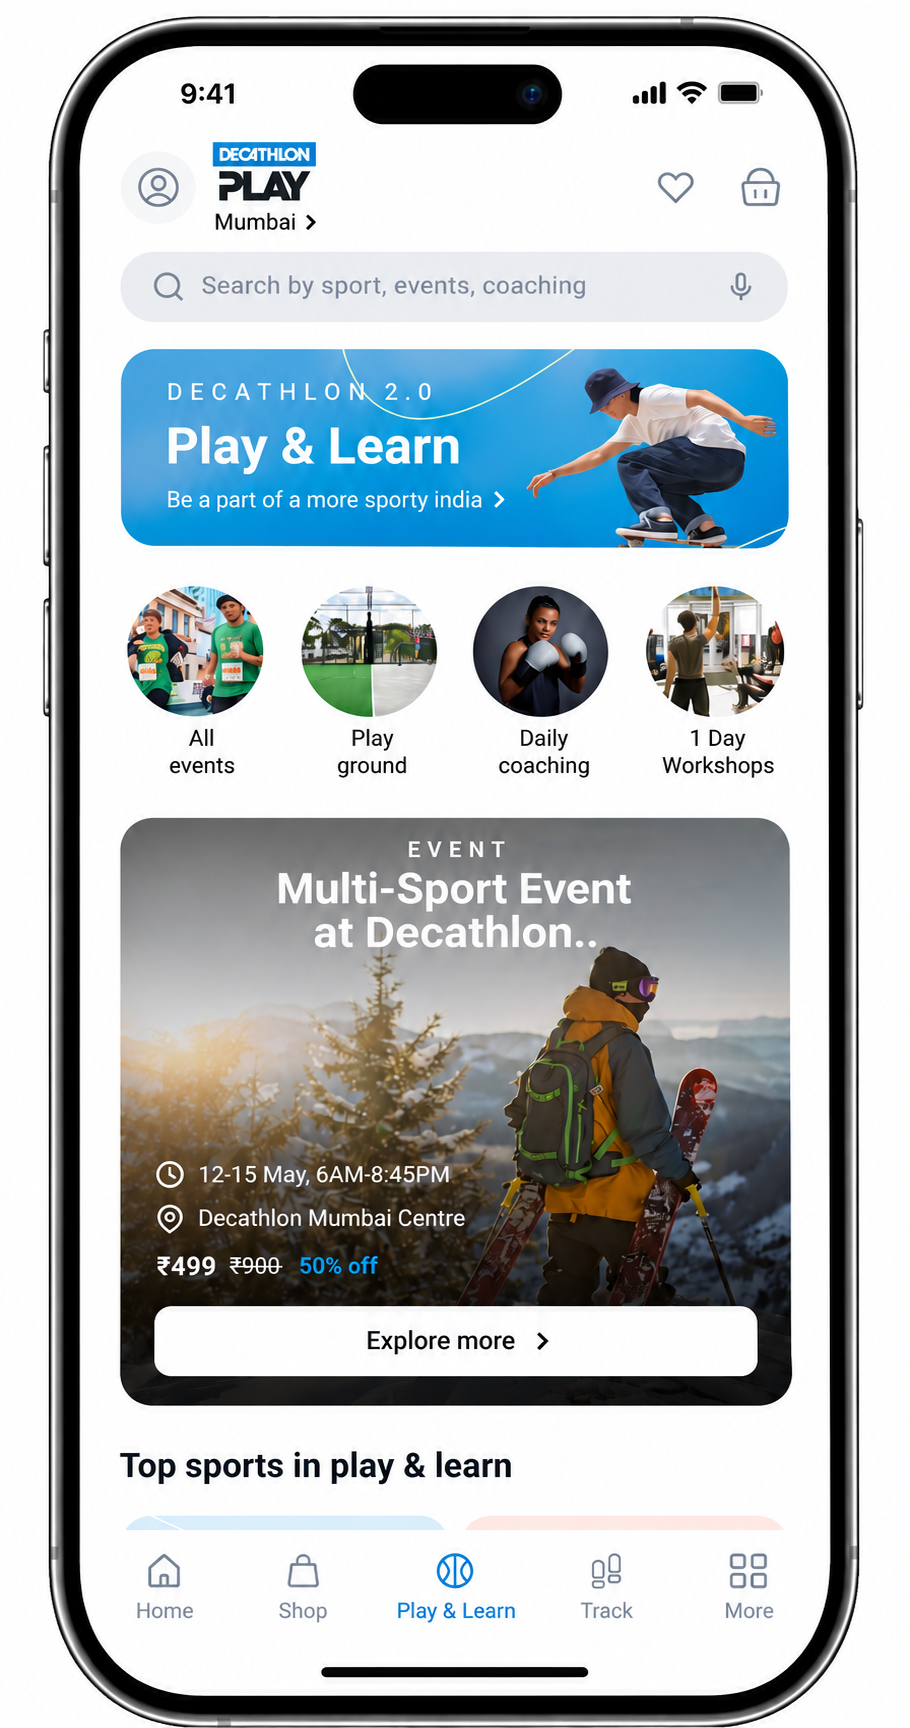 9:41
DECATHLON
PLAY
Mumbai
Search by sport, events, coaching
DECATHLON 2.0
Play & Learn
Be a part of a more sporty india
All
events
Play
ground
Daily
coaching
1 Day
Workshops
EVENT
Multi-Sport Event
at Decathlon..
12-15 May, 6AM-8:45PM
Decathlon Mumbai Centre
₹499 ₹900 50% off
Explore more
Top sports in play & learn
Home
Shop
Play & Learn
Track
More